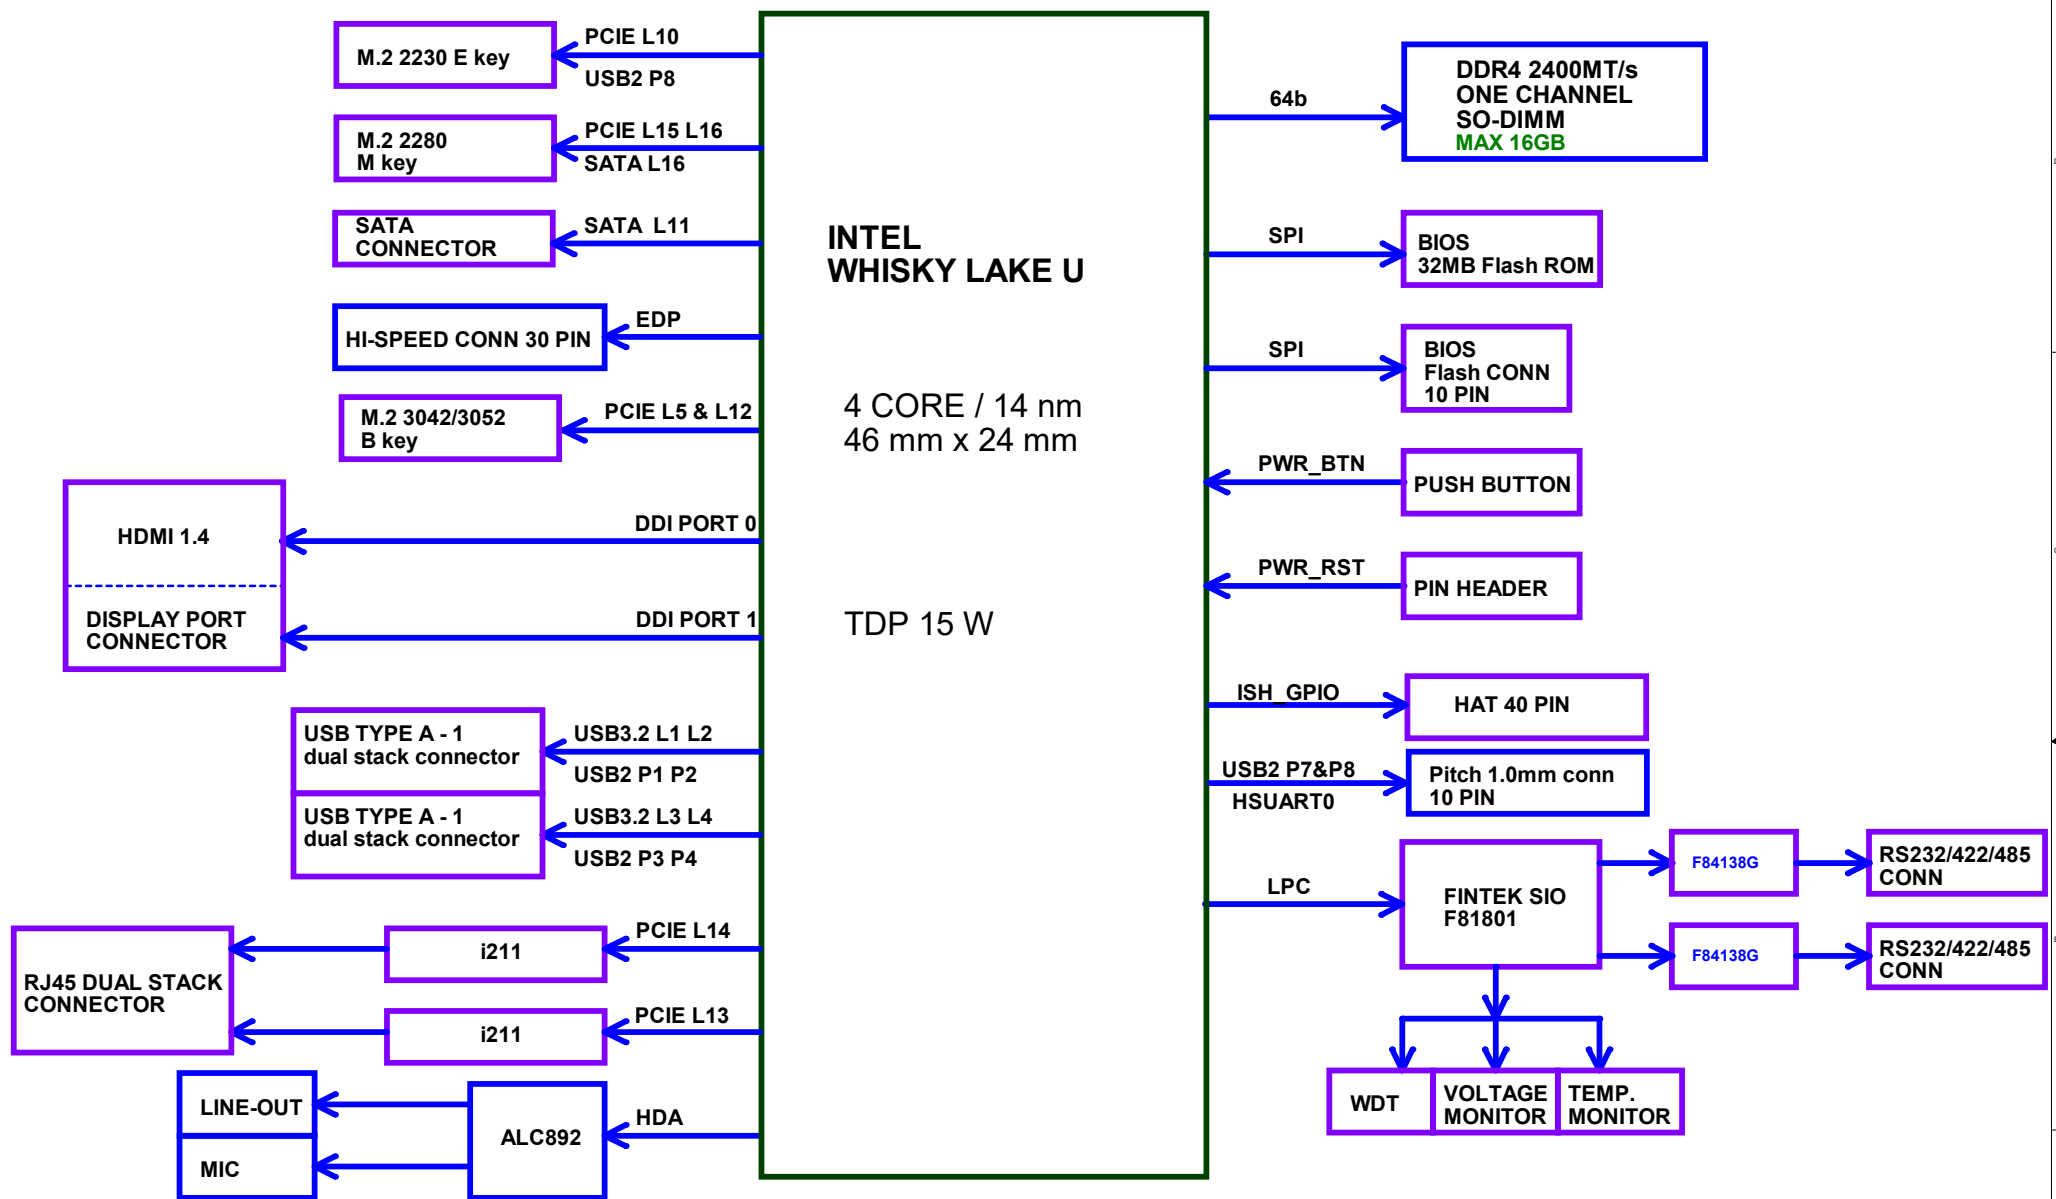 M.2 2230 E key
PCIE L10
USB2 P8
M.2 2280
M key
PCIE L15 L16
SATA L16
SATA
CONNECTOR
SATA L11
HI-SPEED CONN 30 PIN
EDP
M.2 3042/3052
B key
PCIE L5 & L12
HDMI 1.4
DDI PORT 0
DISPLAY PORT
CONNECTOR
DDI PORT 1
USB TYPE A - 1
dual stack connector
USB3.2 L1 L2
USB2 P1 P2
USB TYPE A - 1
dual stack connector
USB3.2 L3 L4
USB2 P3 P4
RJ45 DUAL STACK
CONNECTOR
i211
PCIE L14
i211
PCIE L13
LINE-OUT
MIC
ALC892
HDA
INTEL
WHISKY LAKE U
4 CORE / 14 nm
46 mm x 24 mm
TDP 15 W
64b
DDR4 2400MT/s
ONE CHANNEL
SO-DIMM
MAX 16GB
SPI
BIOS
32MB Flash ROM
SPI
BIOS
Flash CONN
10 PIN
PWR_BTN
PUSH BUTTON
PWR_RST
PIN HEADER
ISH_GPIO
HAT 40 PIN
USB2 P7&P8
HSUART0
Pitch 1.0mm conn
10 PIN
LPC
FINTEK SIO
F81801
F84138G
RS232/422/485
CONN
F84138G
RS232/422/485
CONN
WDT
VOLTAGE
MONITOR
TEMP.
MONITOR